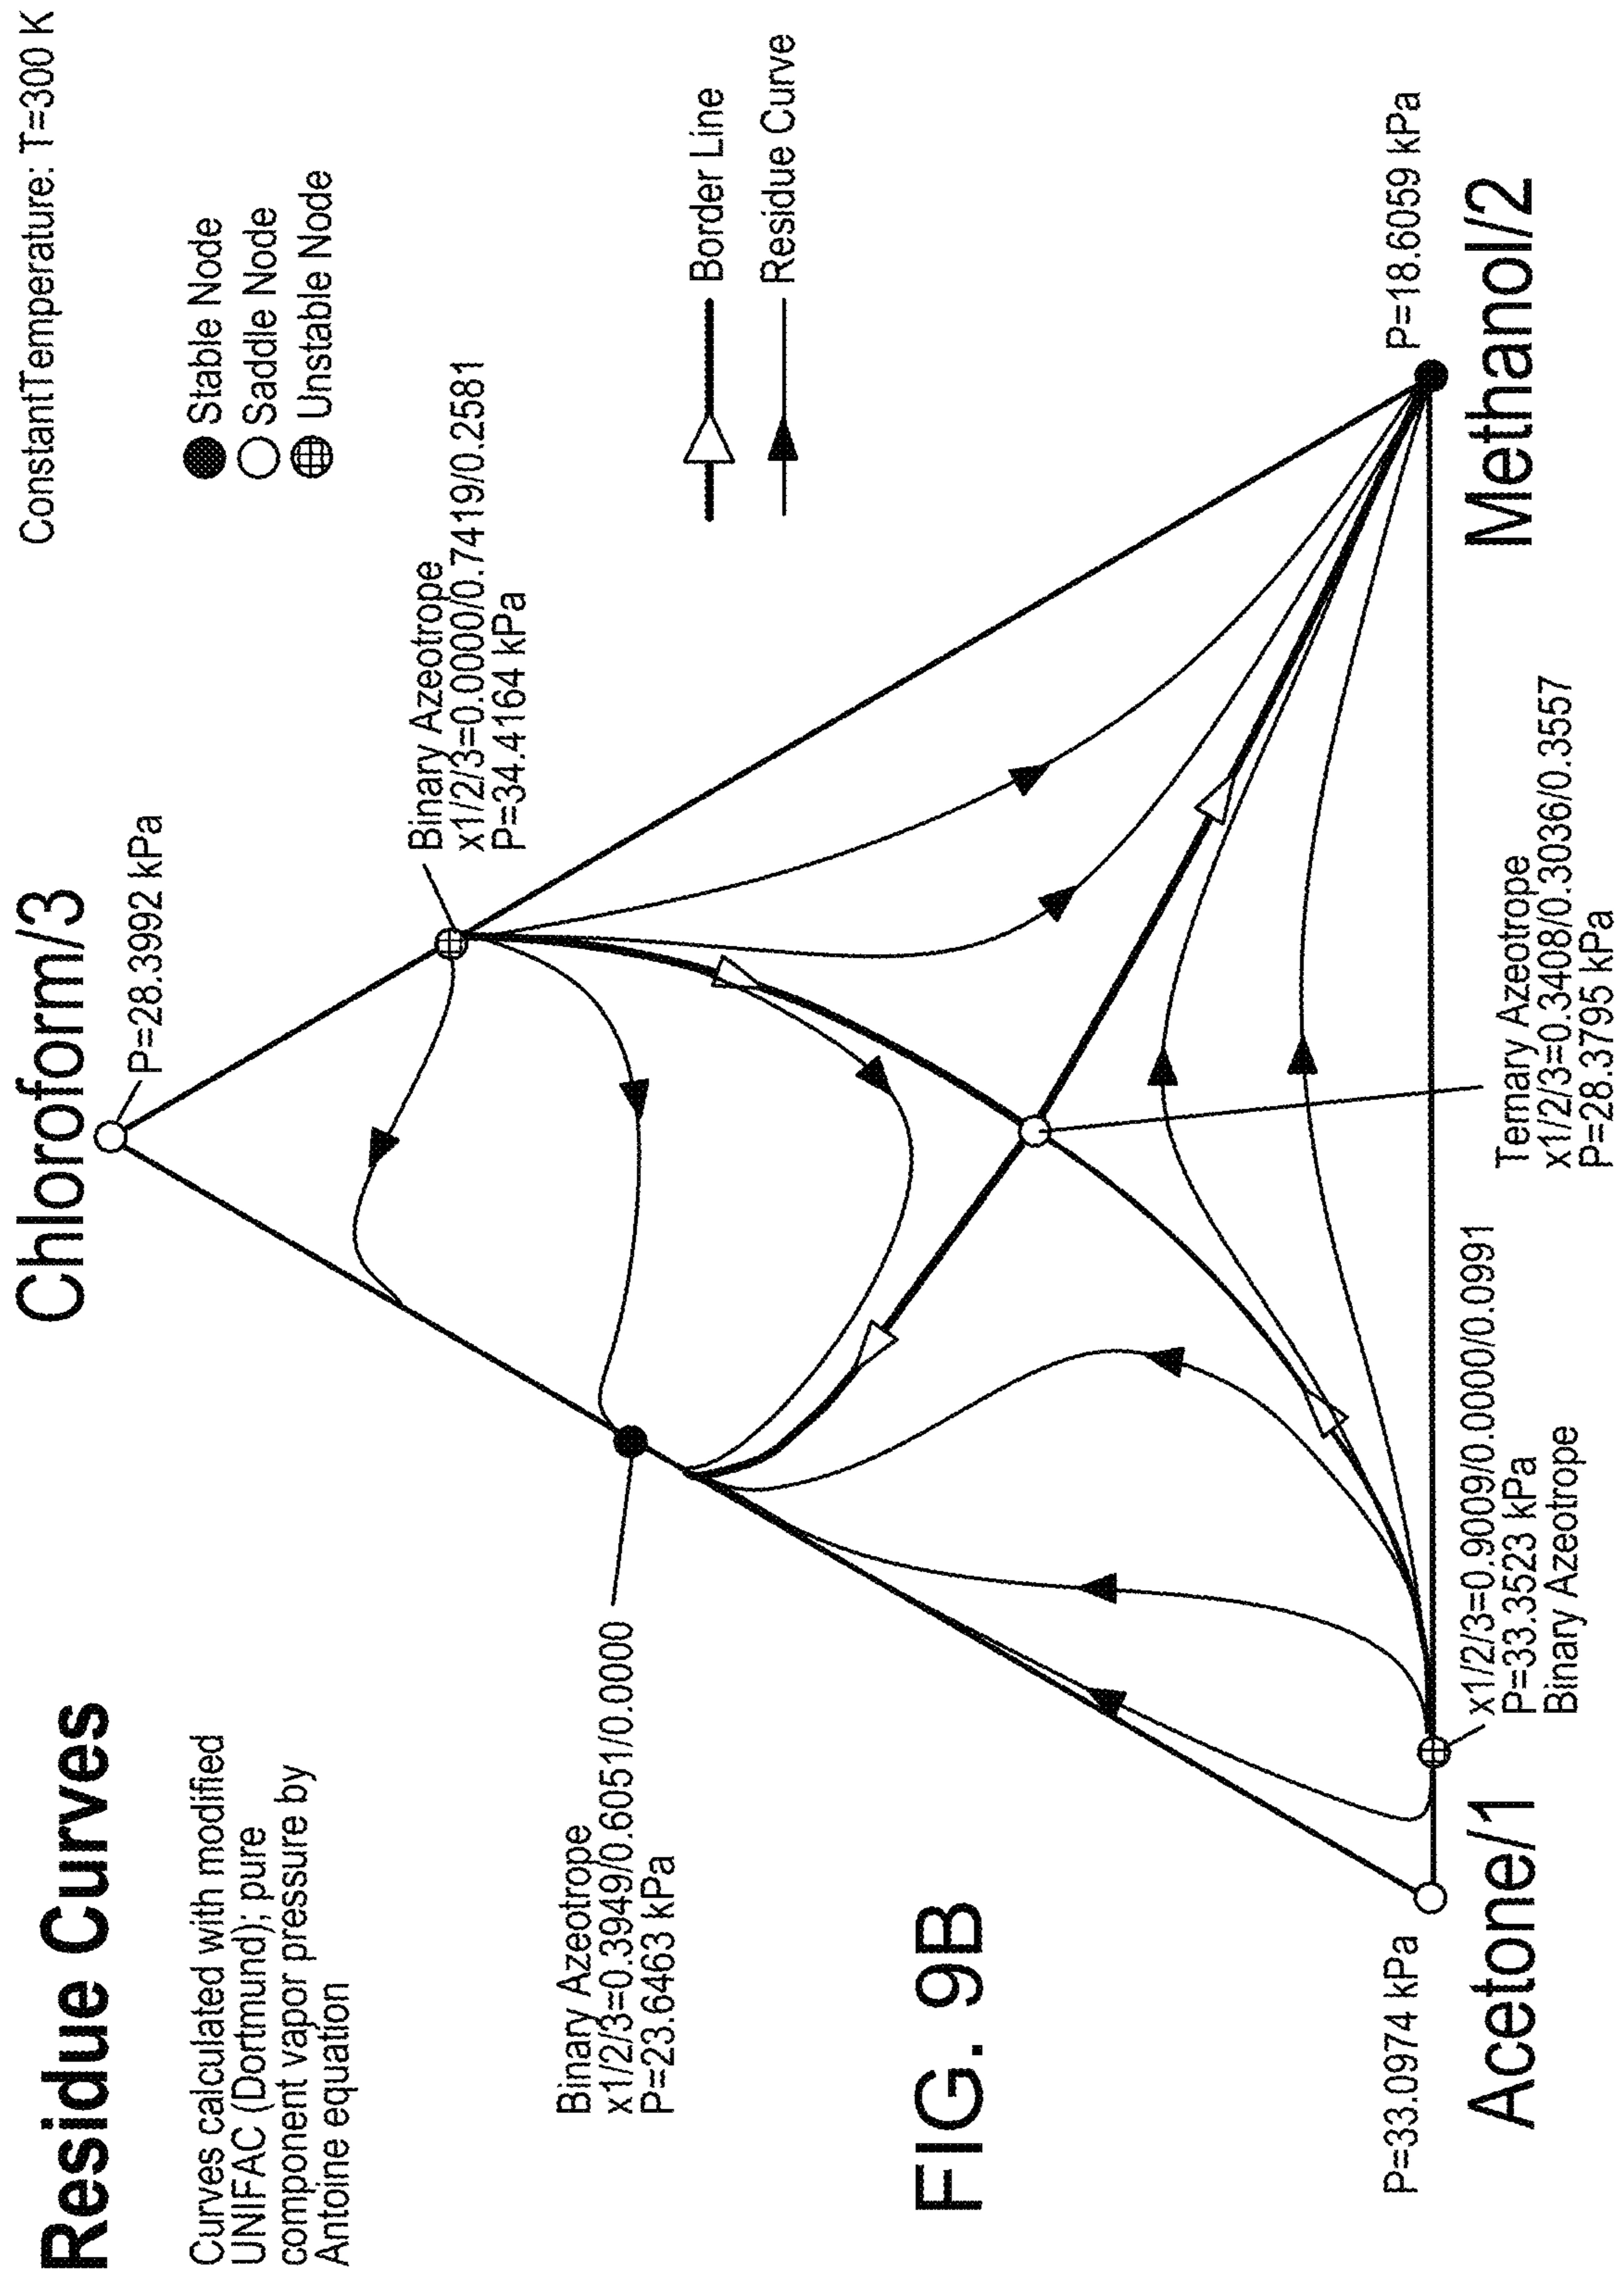 Residue Curves
ConstantTemperature: T=300 K
Curves calculated with modified
UNIFAC (Dortmund); pure
component vapor pressure by
Antoine equation
Stable Node
Saddle Node
Unstable Node
Border Line
Residue Curve
Chloroform/3
P=28.3992 kPa
Binary Azeotrope
x1/2/3=0.0000/0.7419/0.2581
P=34.4164 kPa
Binary Azeotrope
x1/2/3=0.3949/0.6051/0.0000
P=23.6463 kPa
FIG. 9B
P=33.0974 kPa
Acetone/1
x1/2/3=0.9009/0.0000/0.0991
P=33.3523 kPa
Binary Azeotrope
Ternary Azeotrope
x1/2/3=0.3408/0.3036/0.3557
P=28.3795 kPa
P=18.6059 kPa
Methanol/2